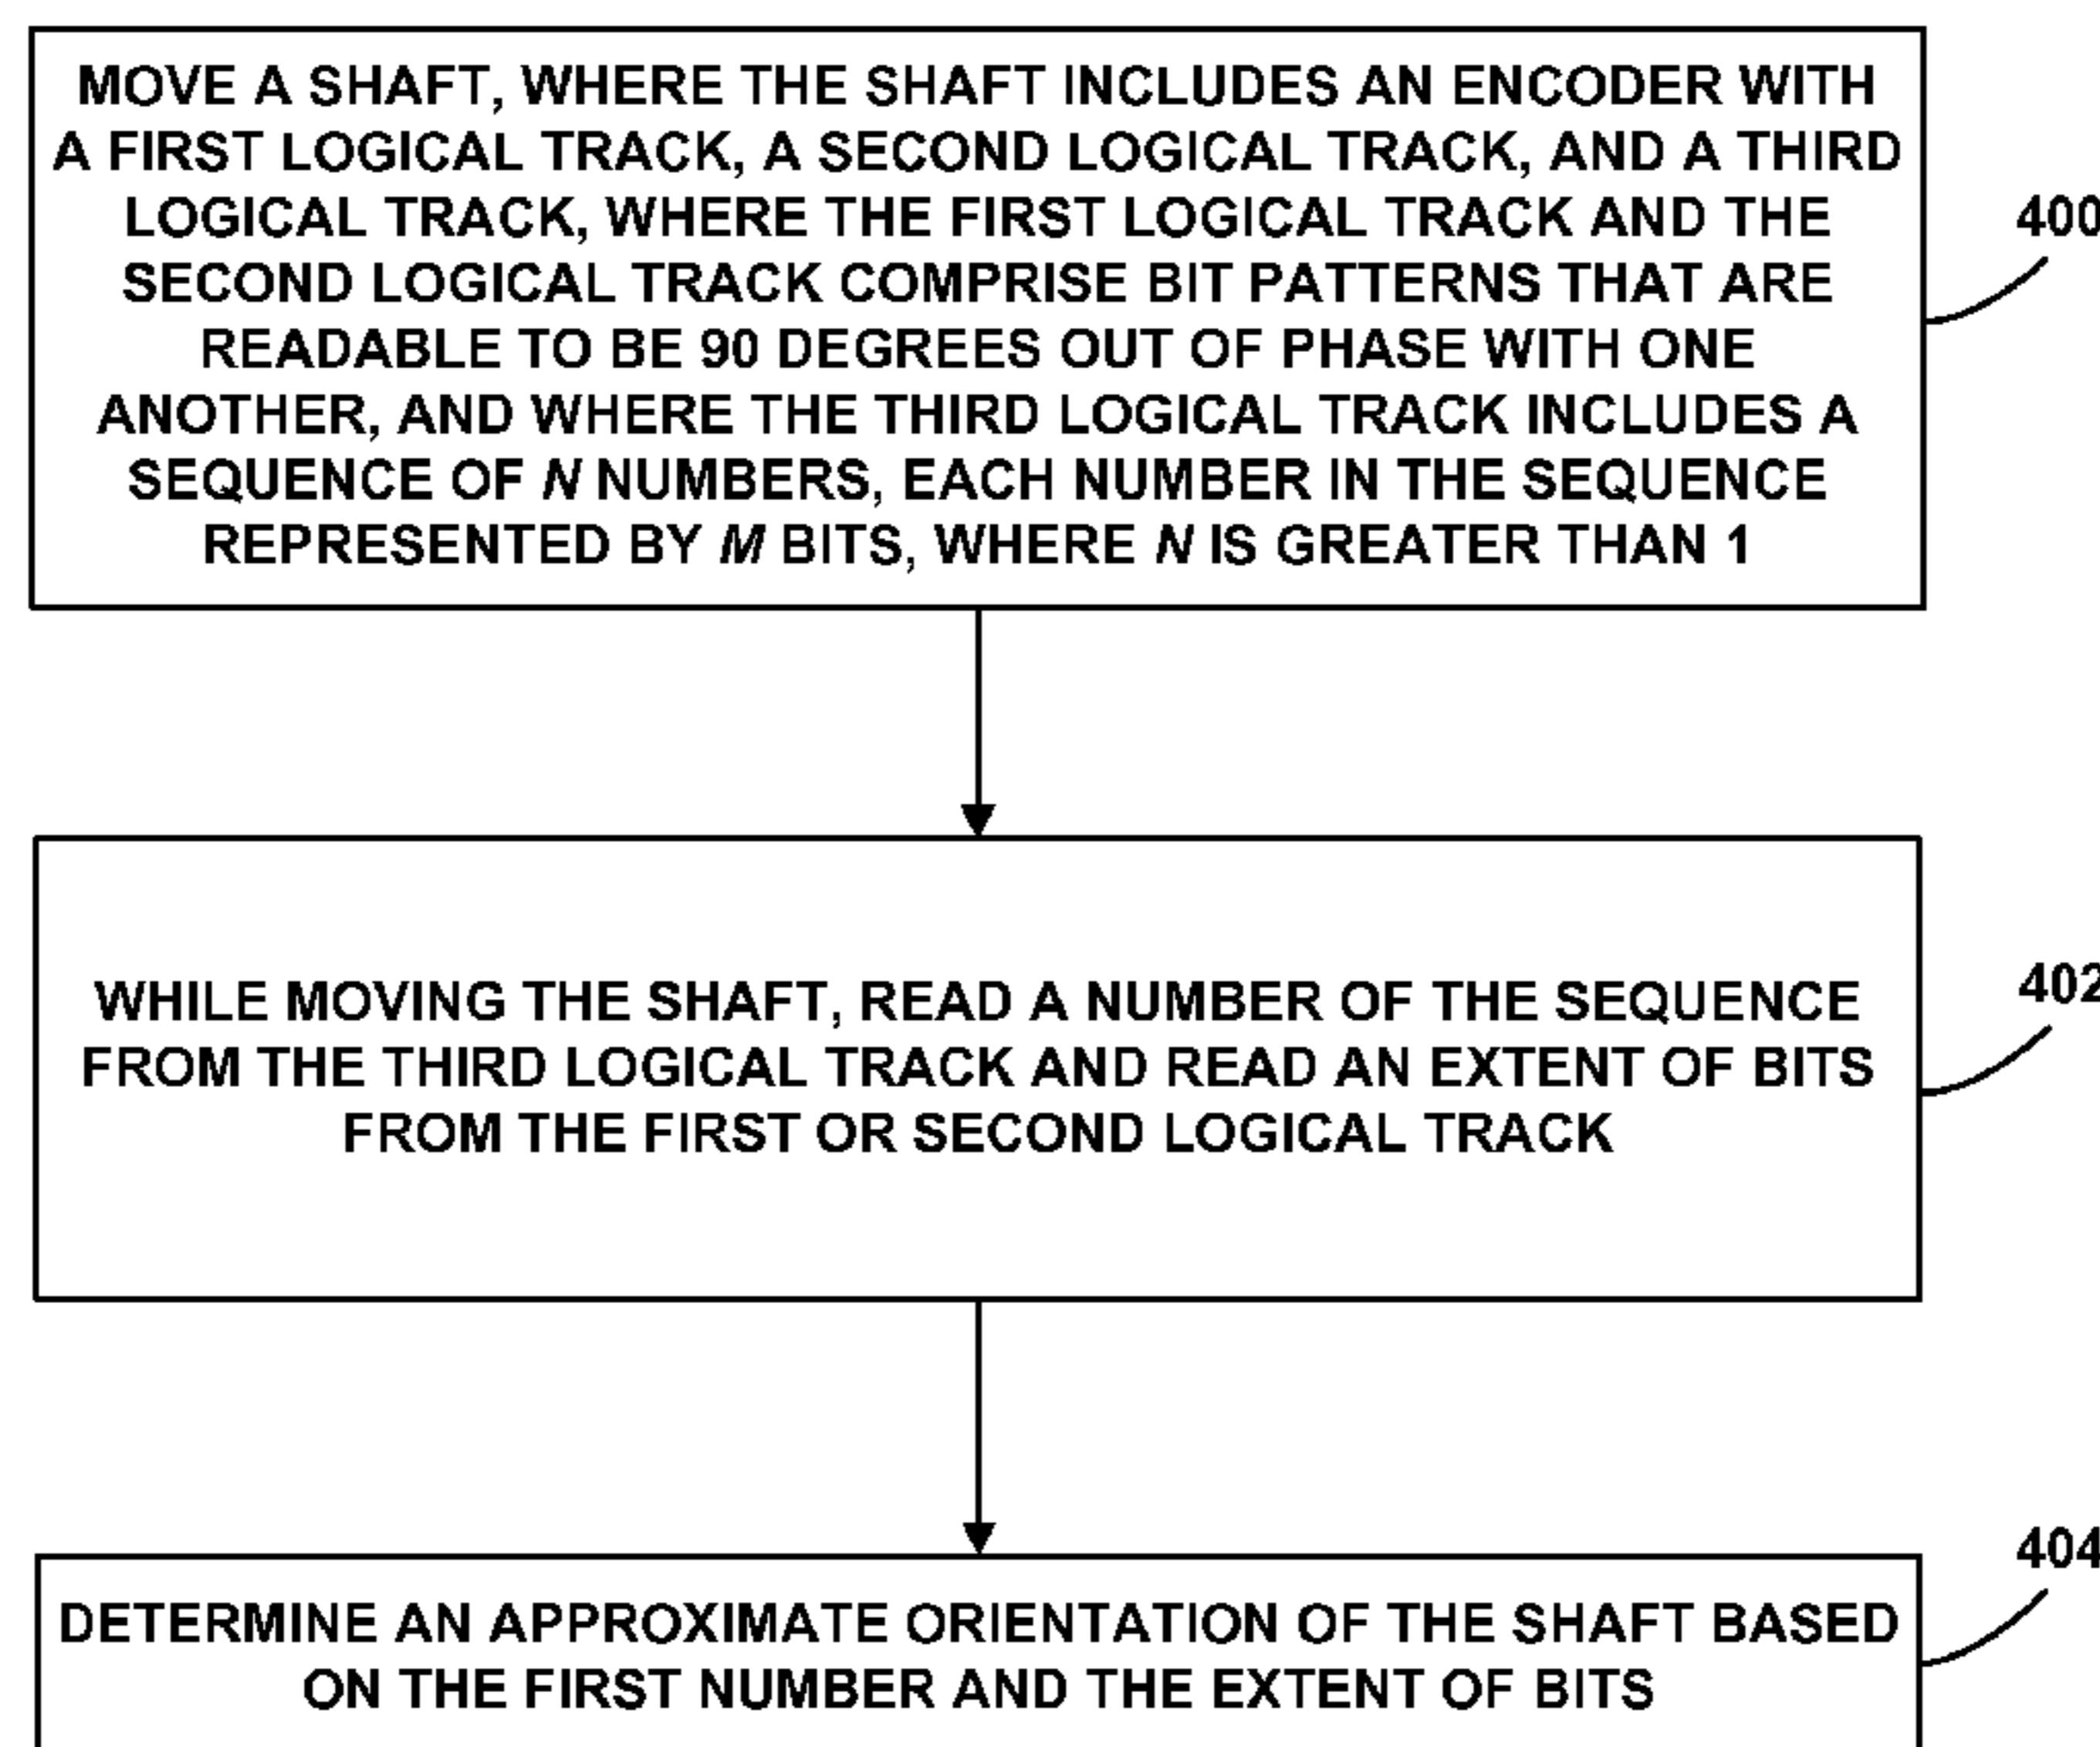 MOVE A SHAFT, WHERE THE SHAFT INCLUDES AN ENCODER WITH
A FIRST LOGICAL TRACK, A SECOND LOGICAL TRACK, AND A THIRD
LOGICAL TRACK, WHERE THE FIRST LOGICAL TRACK AND THE
SECOND LOGICAL TRACK COMPRISE BIT PATTERNS THAT ARE
READABLE TO BE 90 DEGREES OUT OF PHASE WITH ONE
ANOTHER, AND WHERE THE THIRD LOGICAL TRACK INCLUDES A
SEQUENCE OF N NUMBERS, EACH NUMBER IN THE SEQUENCE
REPRESENTED BY M BITS, WHERE N IS GREATER THAN 1
400
WHILE MOVING THE SHAFT, READ A NUMBER OF THE SEQUENCE
FROM THE THIRD LOGICAL TRACK AND READ AN EXTENT OF BITS
FROM THE FIRST OR SECOND LOGICAL TRACK
402
DETERMINE AN APPROXIMATE ORIENTATION OF THE SHAFT BASED
ON THE FIRST NUMBER AND THE EXTENT OF BITS
404